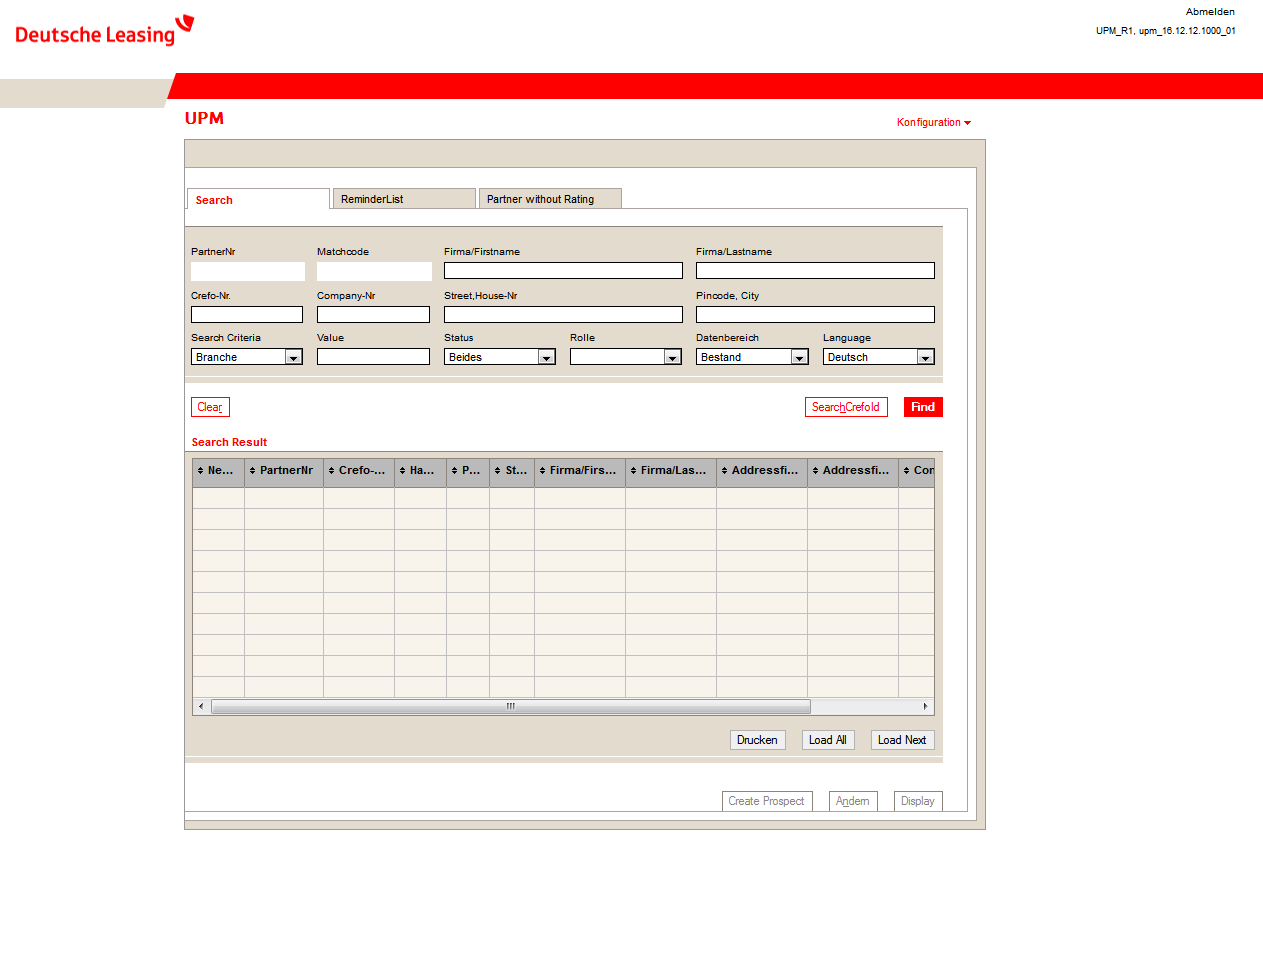 Abmelden
Deutsche Leasing
UPM_R1, upm_16.12.12.1000_01
UPM
Konfiguration
Search ReminderList Partner without Rating
PartnerNr Matchcode Firma/Firstname Firma/Lastname
Crefo-Nr. Company-Nr Street,House-Nr Pincode, City
Search Criteria Value Status Rolle Datenbereich Language
Branche Beides Bestand Deutsch
Clear SearchCrefoId Find
Search Result
Ne... PartnerNr Crefo-... Ha... P... St... Firma/Firs... Firma/Las... Addressfi... Addressfi... Con
Drucken Load All Load Next
Create Prospect Andern Display